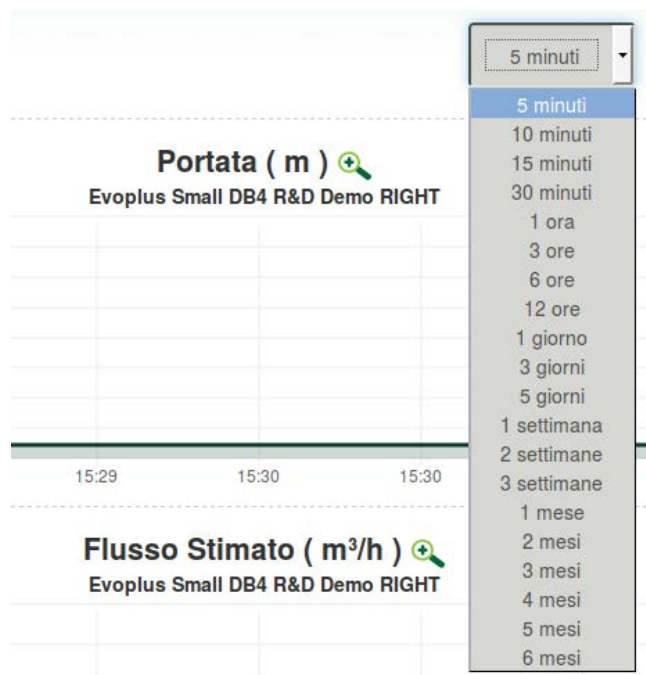 5 minuti
5 minuti
10 minuti
15 minuti
30 minuti
1 ora
3 ore
6 ore
12 ore
1 giorno
3 giorni
5 giorni
1 settimana
2 settimane
3 settimane
1 mese
2 mesi
3 mesi
4 mesi
5 mesi
6 mesi
Portata ( m )
Evoplus Small DB4 R&D Demo RIGHT
15:29 15:30 15:30
Flusso Stimato ( m³/h )
Evoplus Small DB4 R&D Demo RIGHT